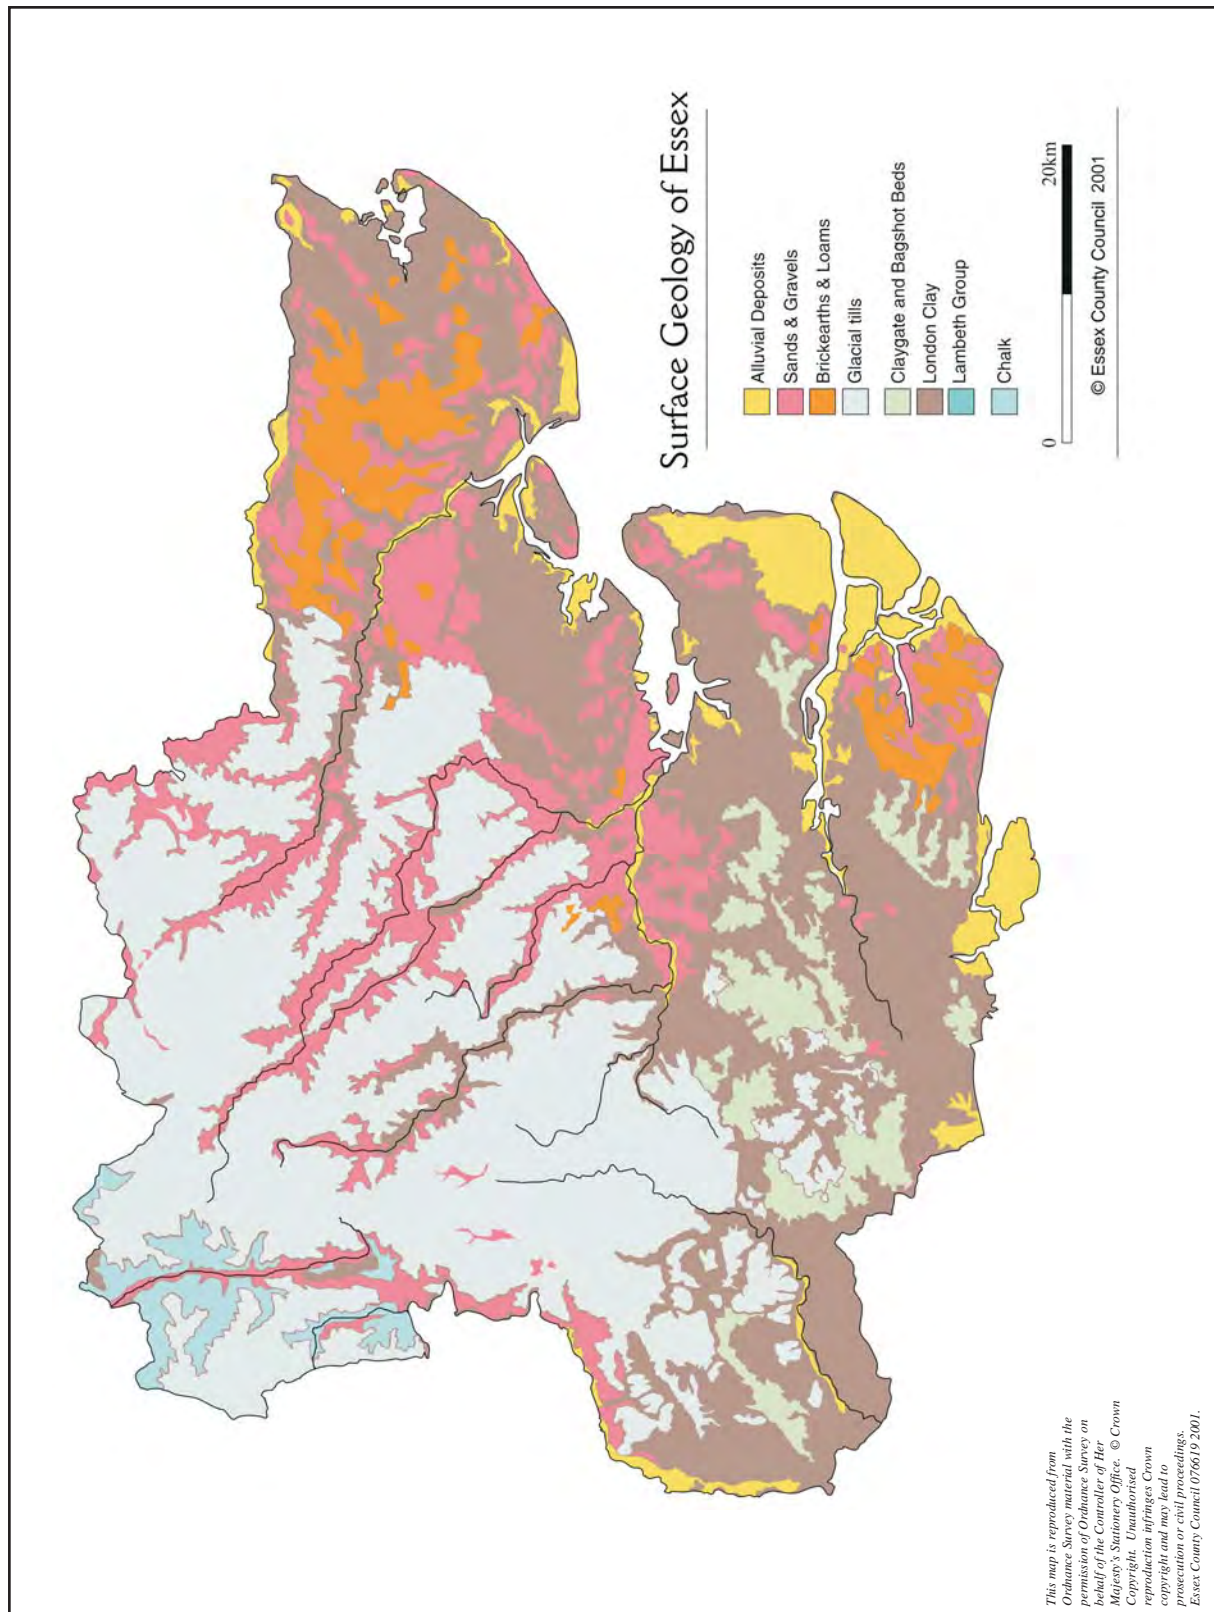 Surface Geology of Essex
Alluvial Deposits
Sands & Gravels
Brickearths & Loams
Glacial tills
Claygate and Bagshot Beds
London Clay
Lambeth Group
Chalk
0 20km
© Essex County Council 2001
This map is reproduced from
Ordnance Survey material with the
permission of Ordnance Survey on
behalf of the Controller of Her
Majesty's Stationery Office. © Crown
Copyright. Unauthorised
reproduction infringes Crown
copyright and may lead to
prosecution or civil proceedings.
Essex County Council 076619 2001.